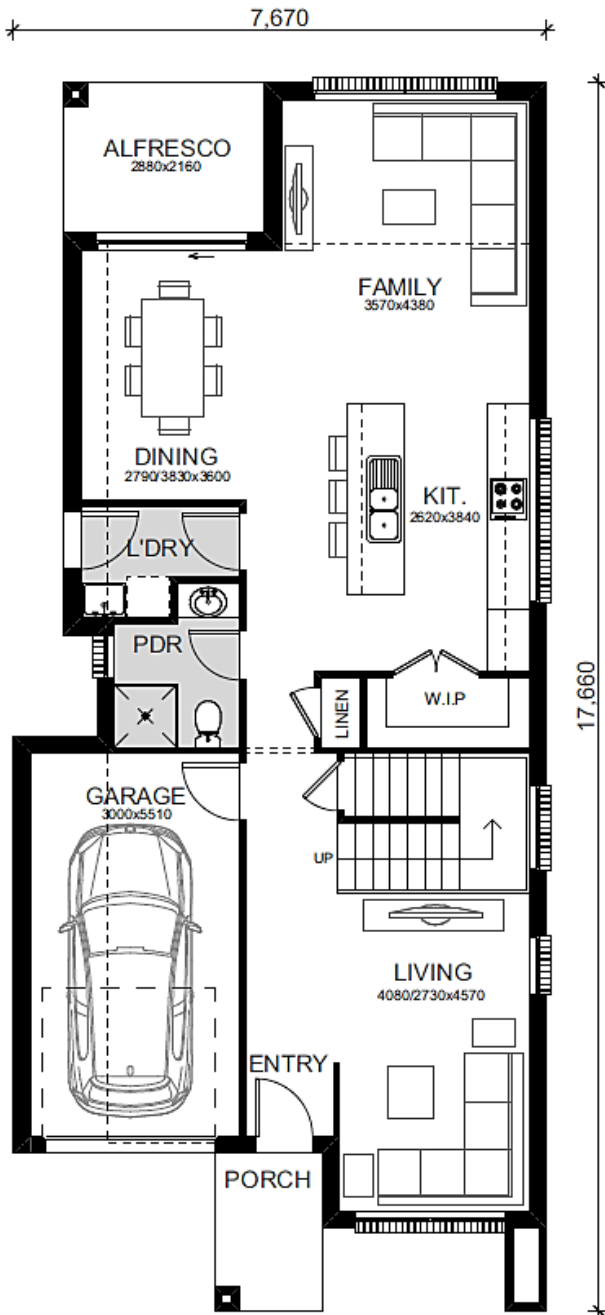 7,670
ALFRESCO
2880x2160
FAMILY
3570x4380
DINING
2790/3830x3600
KIT.
2620x3840
L'DRY
PDR
LINEN
W.I.P
17,660
GARAGE
3000x5510
UP
LIVING
4080/2730x4570
ENTRY
PORCH